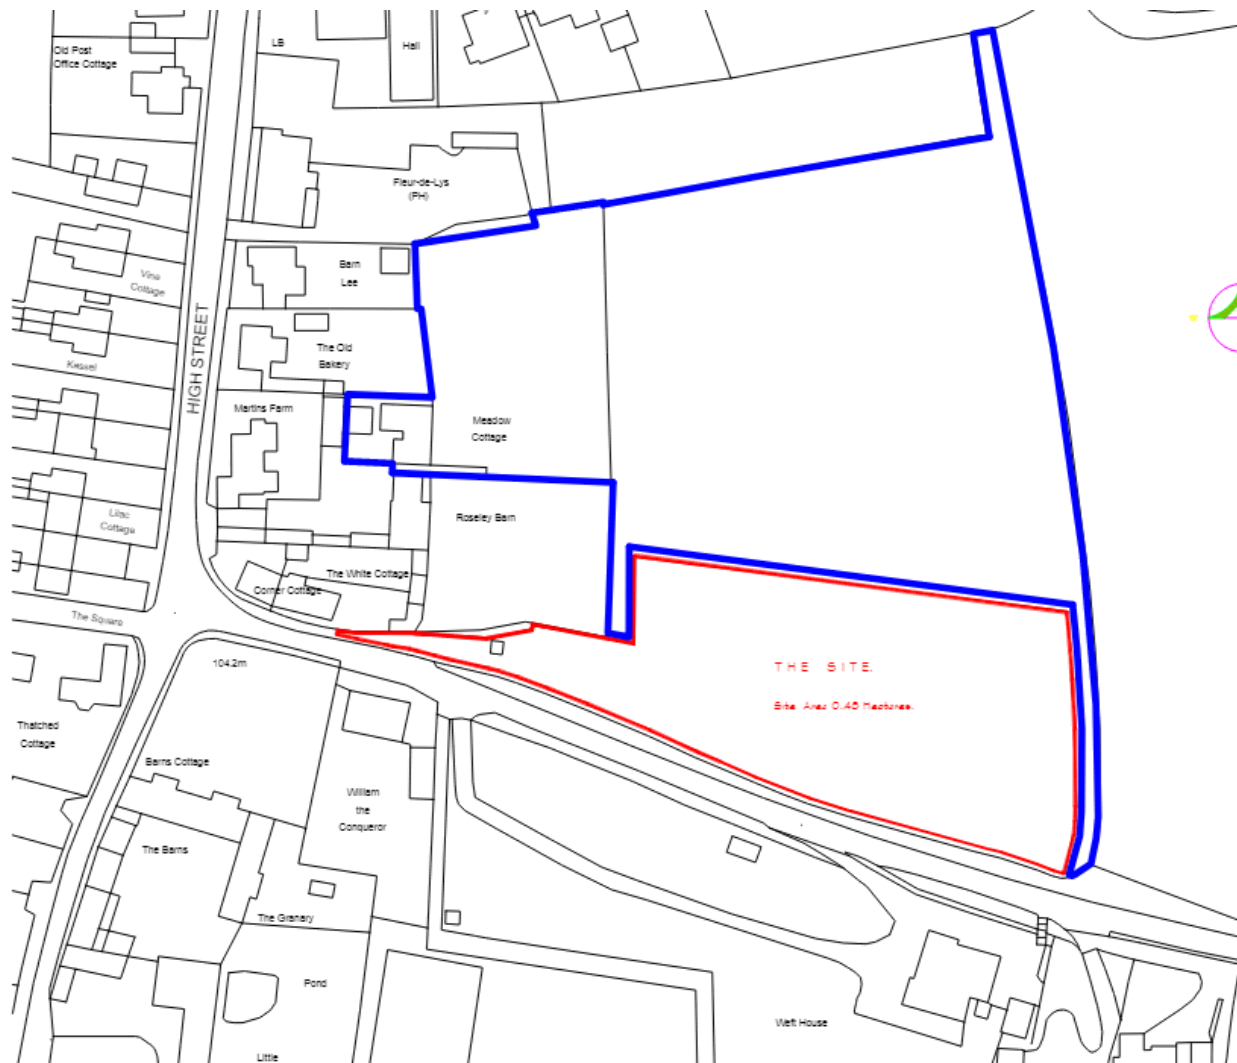 LB
Hall
Old Post
Office Cottage
Fleur-de-Lys
(PH)
Barn
Lee
Vine
Cottage
HIGH STREET
The Old
Bakery
Kessel
Martins Farm
Meadow
Cottage
Lilac
Cottage
Roseley Barn
The White Cottage
Corner Cottage
The Square
104.2m
THE SITE.
Thatched
Cottage
Site Area 0.48 Hectares.
Barns Cottage
William
the
Conqueror
The Barns
The Granary
Pond
Weft House
Little